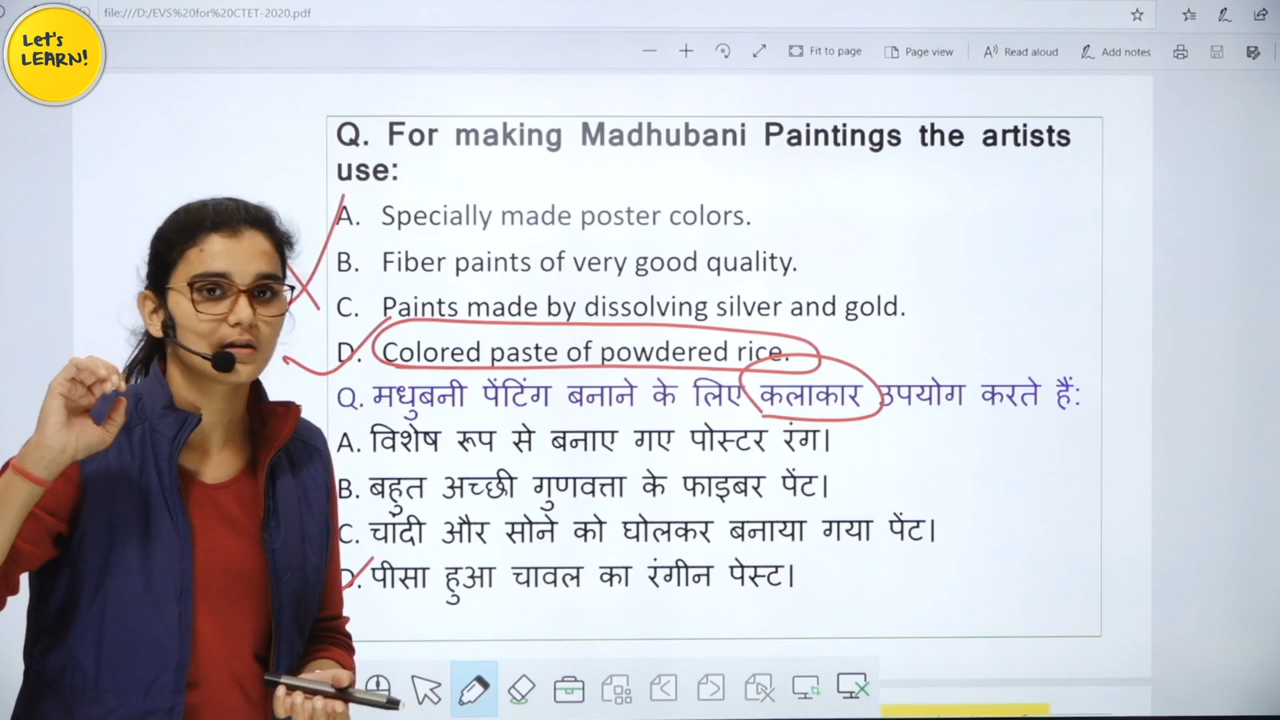 file:///D:/EVS%20for%20CTET-2020.pdf
Let's
LEARN!
Fit to page
Page view
Read aloud
Add notes
Q. For making Madhubani Paintings the artists
use:
A. Specially made poster colors.
B. Fiber paints of very good quality.
C. Paints made by dissolving silver and gold.
D. Colored paste of powdered rice.
Q. मधुबनी पेंटिंग बनाने के लिए कलाकार उपयोग करते हैं:
A. विशेष रूप से बनाए गए पोस्टर रंग।
B. बहुत अच्छी गुणवत्ता के फाइबर पेंट।
C. चांदी और सोने को घोलकर बनाया गया पेंट।
D. पीसा हुआ चावल का रंगीन पेस्ट।